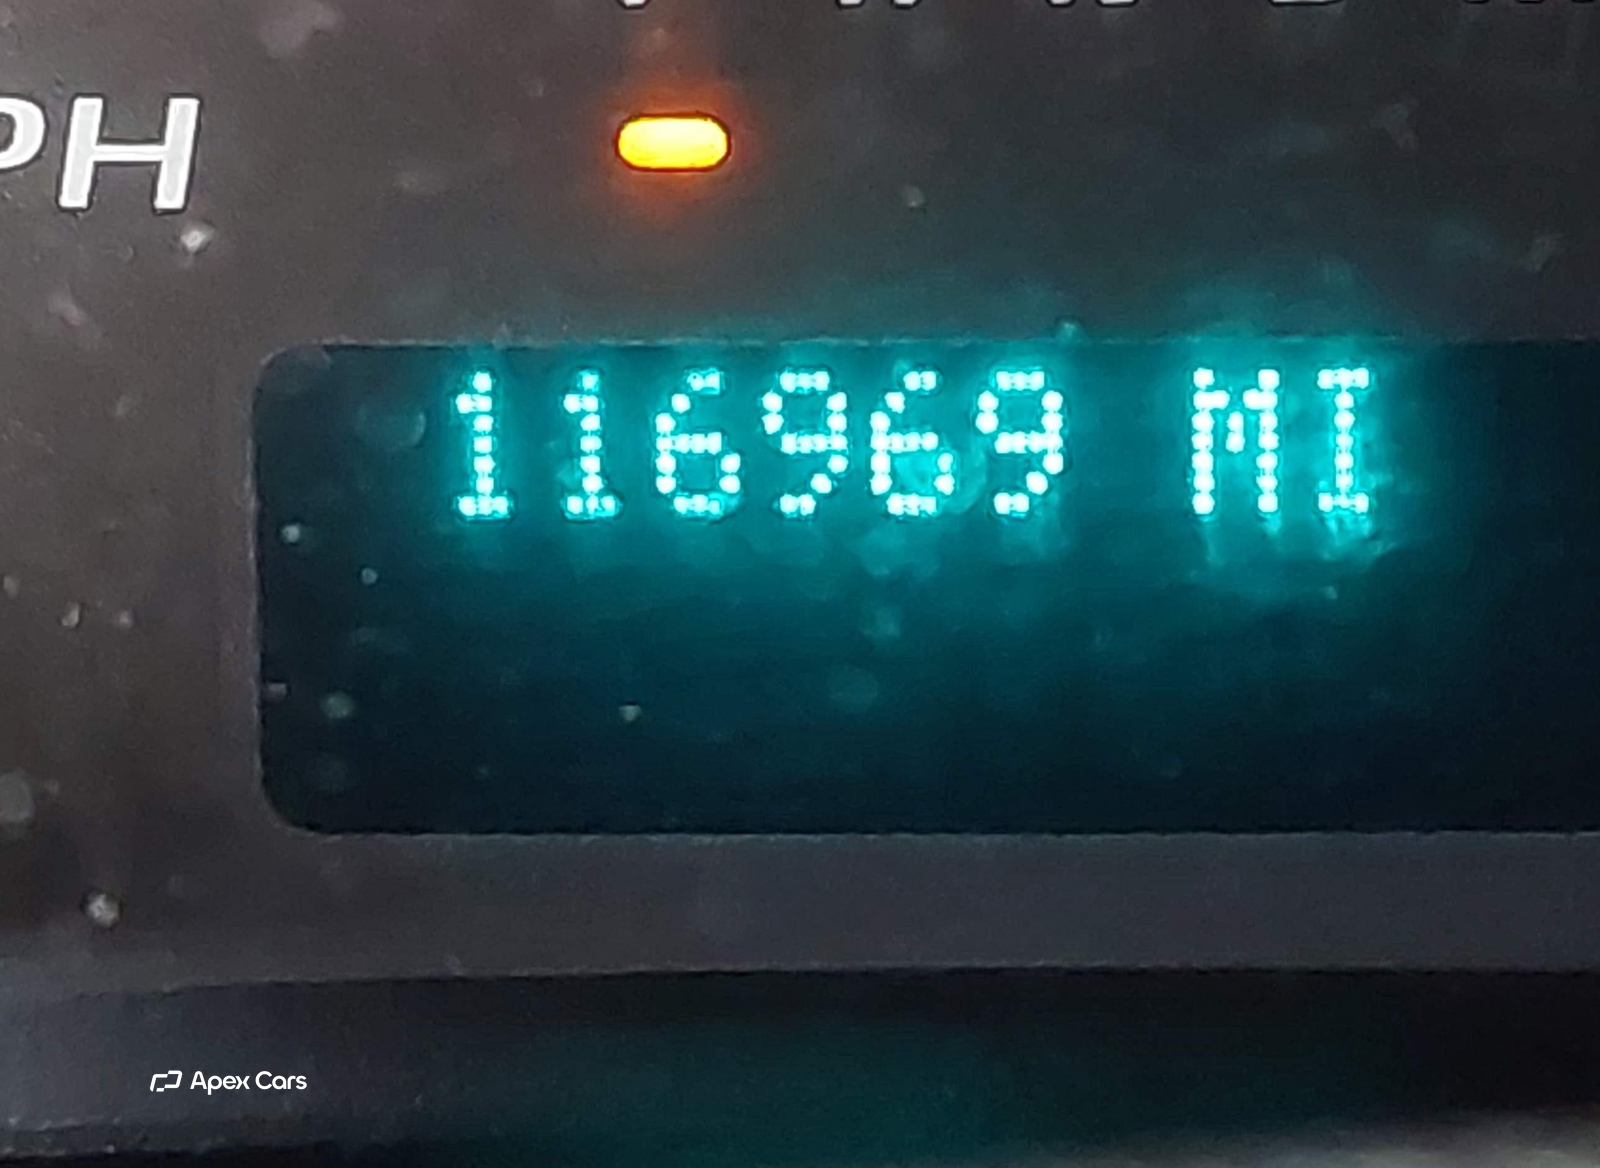 PH
116969 MI
Apex Cars